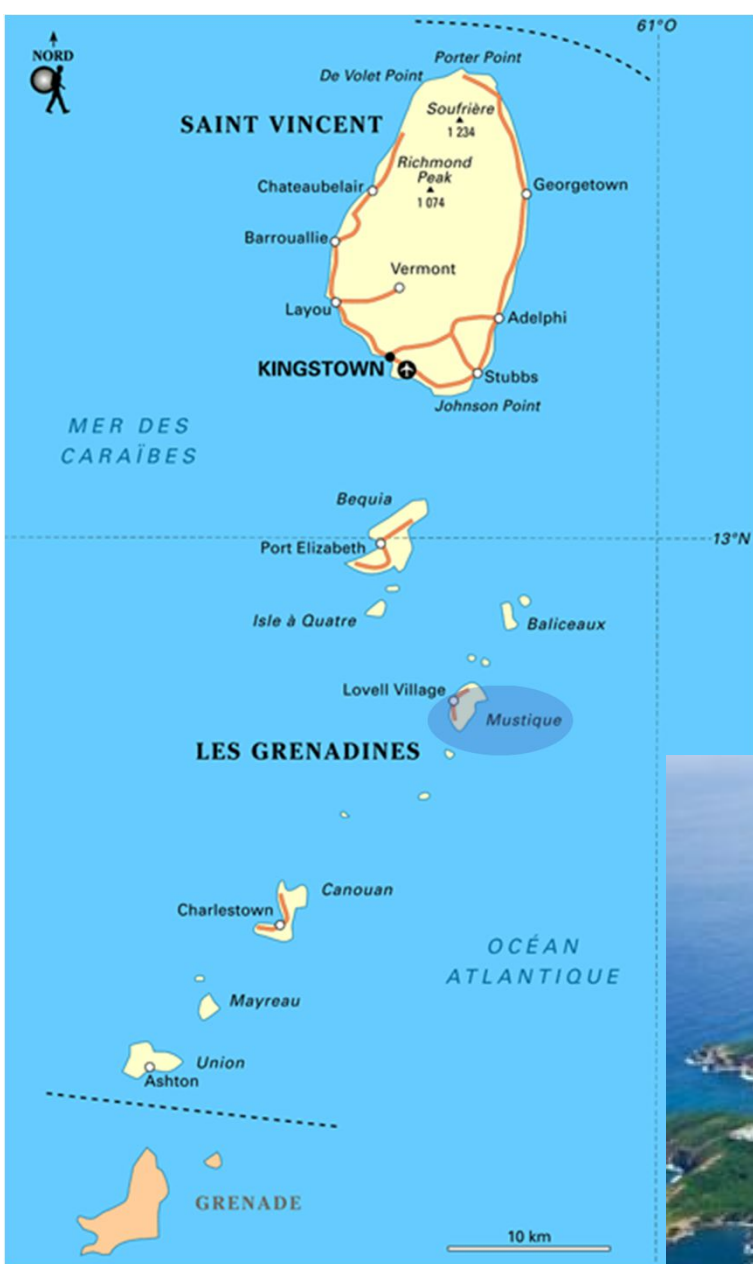 61°O
NORD
Porter Point
De Volet Point
Soufrière
1 234
SAINT VINCENT
Richmond
Peak
1 074
Chateaubelair
Georgetown
Barrouallie
Vermont
Layou
Adelphi
KINGSTOWN
Stubbs
Johnson Point
MER DES
CARAÏBES
Bequia
13°N
Port Elizabeth
Isle à Quatre
Baliceaux
Lovell Village
Mustique
LES GRENADINES
Canouan
Charlestown
OCÉAN
ATLANTIQUE
Mayreau
Union
Ashton
GRENADE
10 km